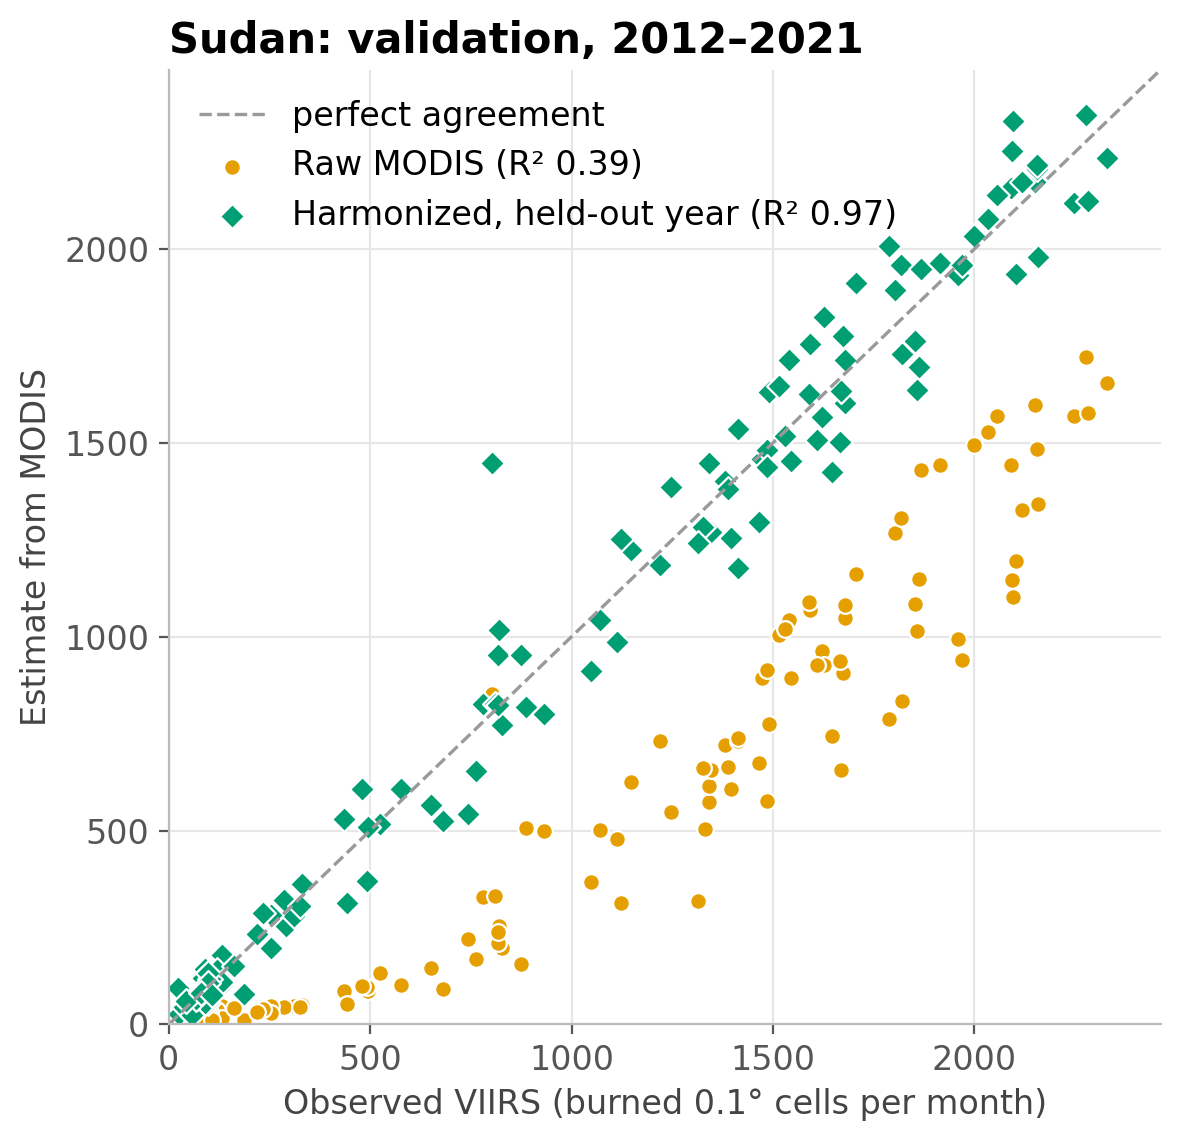 Sudan: validation, 2012–2021
perfect agreement
Raw MODIS (R² 0.39)
Harmonized, held-out year (R² 0.97)
Estimate from MODIS
2000
1500
1000
500
0
0 500 1000 1500 2000
Observed VIIRS (burned 0.1° cells per month)